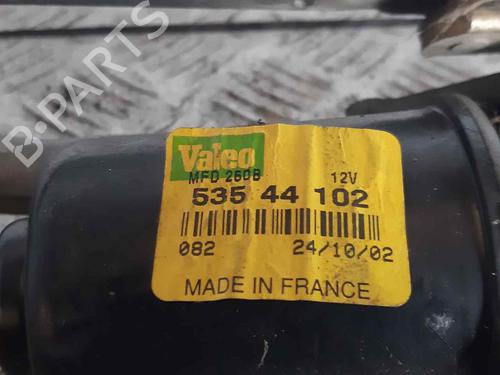 B-PARTS
Valeo
MFD 260B 12V
535 44 102
082 24/10/02
MADE IN FRANCE